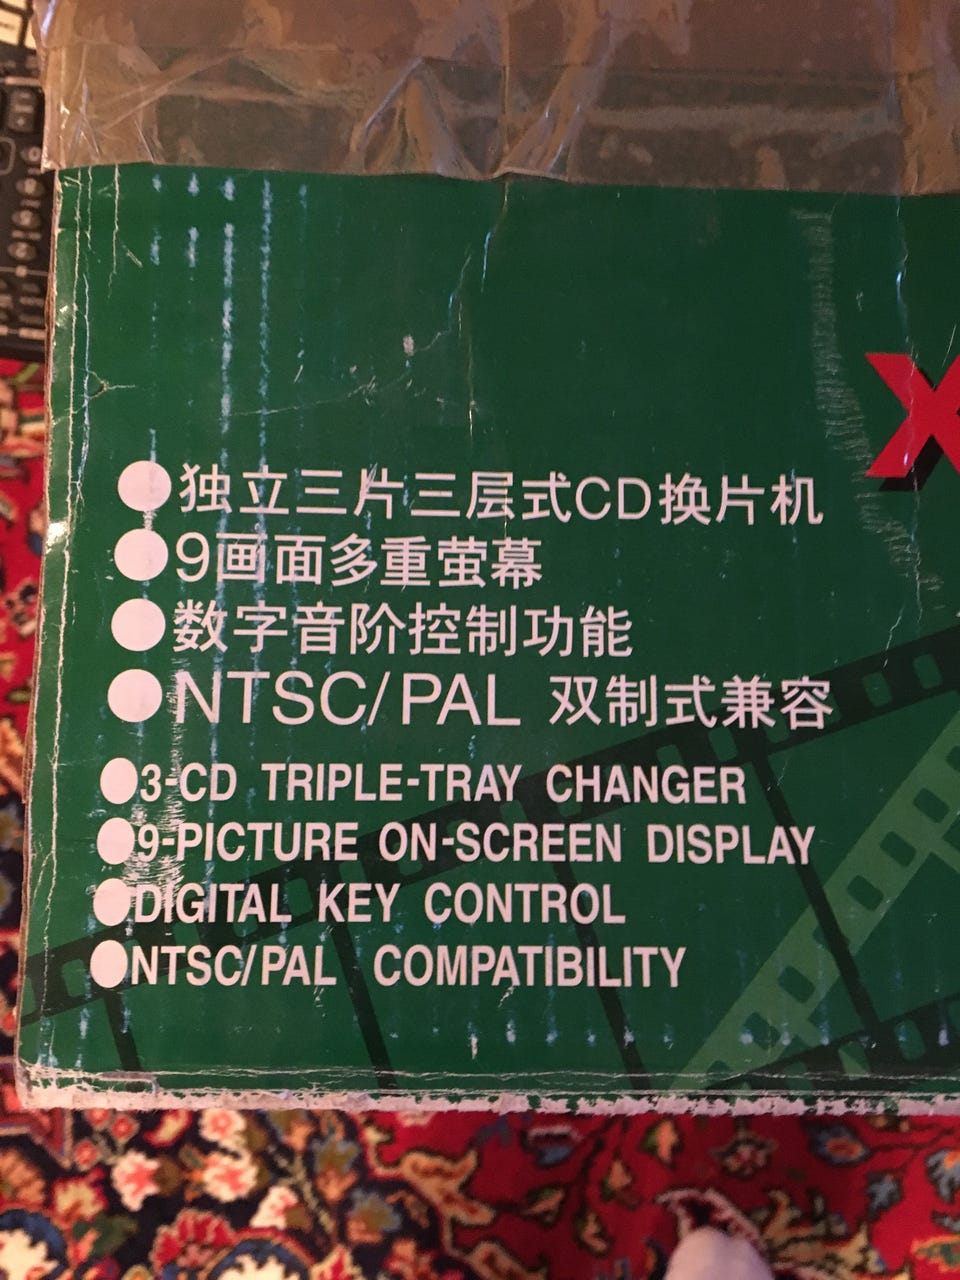 X
●独立三片三层式CD换片机
●9画面多重萤幕
●数字音阶控制功能
●NTSC/PAL 双制式兼容
●3-CD TRIPLE-TRAY CHANGER
●9-PICTURE ON-SCREEN DISPLAY
●DIGITAL KEY CONTROL
●NTSC/PAL COMPATIBILITY